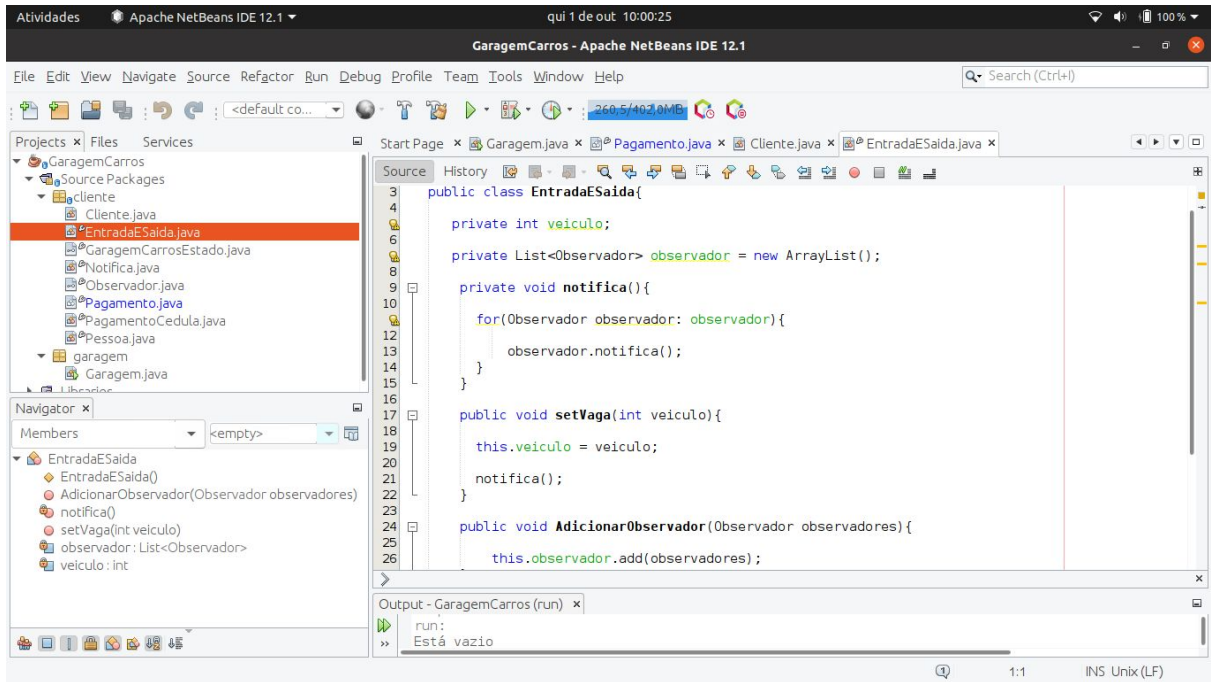 Atividades Apache NetBeans IDE 12.1 qui 1 de out 10:00:25 100 %
GaragemCarros - Apache NetBeans IDE 12.1
File Edit View Navigate Source Refactor Run Debug Profile Team Tools Window Help Search (Ctrl+I)
<default co... 260,5/402,0MB
Projects Files Services
GaragemCarros
Source Packages
cliente
Cliente.java
EntradaESaida.java
GaragemCarrosEstado.java
Notifica.java
Observador.java
Pagamento.java
PagamentoCedula.java
Pessoa.java
garagem
Garagem.java
Libraries
Navigator
Members <empty>
EntradaESaida
EntradaESaida()
AdicionarObservador(Observador observadores)
notifica()
setVaga(int veiculo)
observador : List<Observador>
veiculo : int
Start Page Garagem.java Pagamento.java Cliente.java EntradaESaida.java
Source History
3 public class EntradaESaida{
4
private int veiculo;
6
private List<Observador> observador = new ArrayList();
8
9 private void notifica(){
10
for(Observador observador: observador){
12
13 observador.notifica();
14 }
15 }
16
17 public void setVaga(int veiculo){
18
19 this.veiculo = veiculo;
20
21 notifica();
22 }
23
24 public void AdicionarObservador(Observador observadores){
25
26 this.observador.add(observadores);
Output - GaragemCarros (run)
run:
Está vazio
1 1:1 INS Unix (LF)